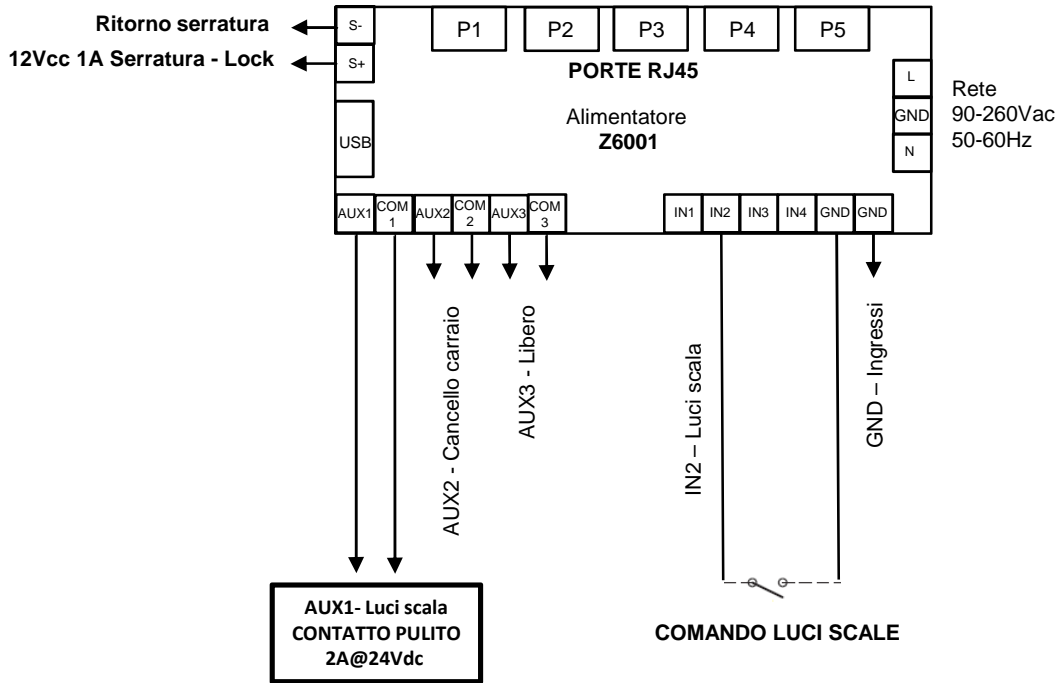 Ritorno serratura
S-
P1
P2
P3
P4
P5
12Vcc 1A Serratura - Lock
S+
PORTE RJ45
L
Rete
Alimentatore
GND
90-260Vac
USB
Z6001
N
50-60Hz
AUX1
COM
1
AUX2
COM
2
AUX3
COM
3
IN1
IN2
IN3
IN4
GND
GND
AUX2 - Cancello carraio
AUX3 - Libero
IN2 – Luci scala
GND – Ingressi
AUX1- Luci scala
CONTATTO PULITO
2A@24Vdc
COMANDO LUCI SCALE